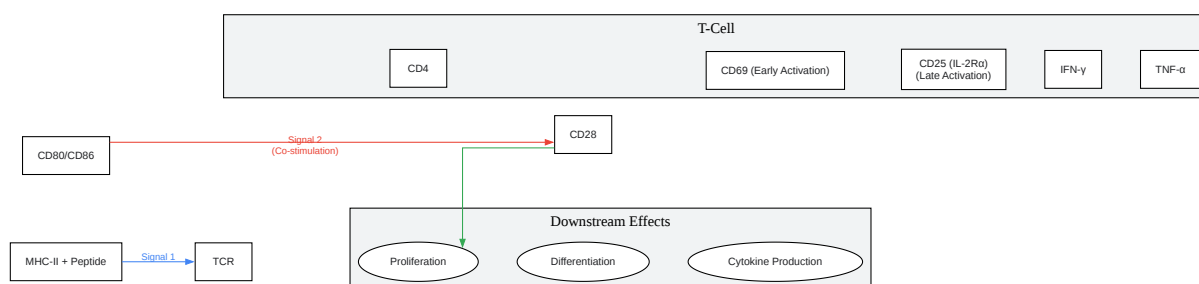 T-Cell
CD4
CD69 (Early Activation)
CD25 (IL-2Rα)
(Late Activation)
IFN-γ
TNF-α
CD80/CD86
Signal 2
(Co-stimulation)
CD28
Downstream Effects
MHC-II + Peptide
Signal 1
TCR
Proliferation
Differentiation
Cytokine Production